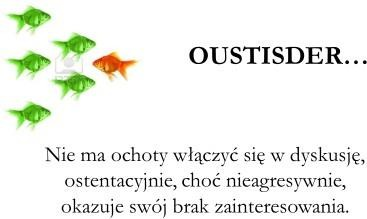 OUSTISDER...
Nie ma ochoty włączyć się w dyskusję,
ostentacyjnie, choć nieagresywnie,
okazuje swój brak zainteresowania.